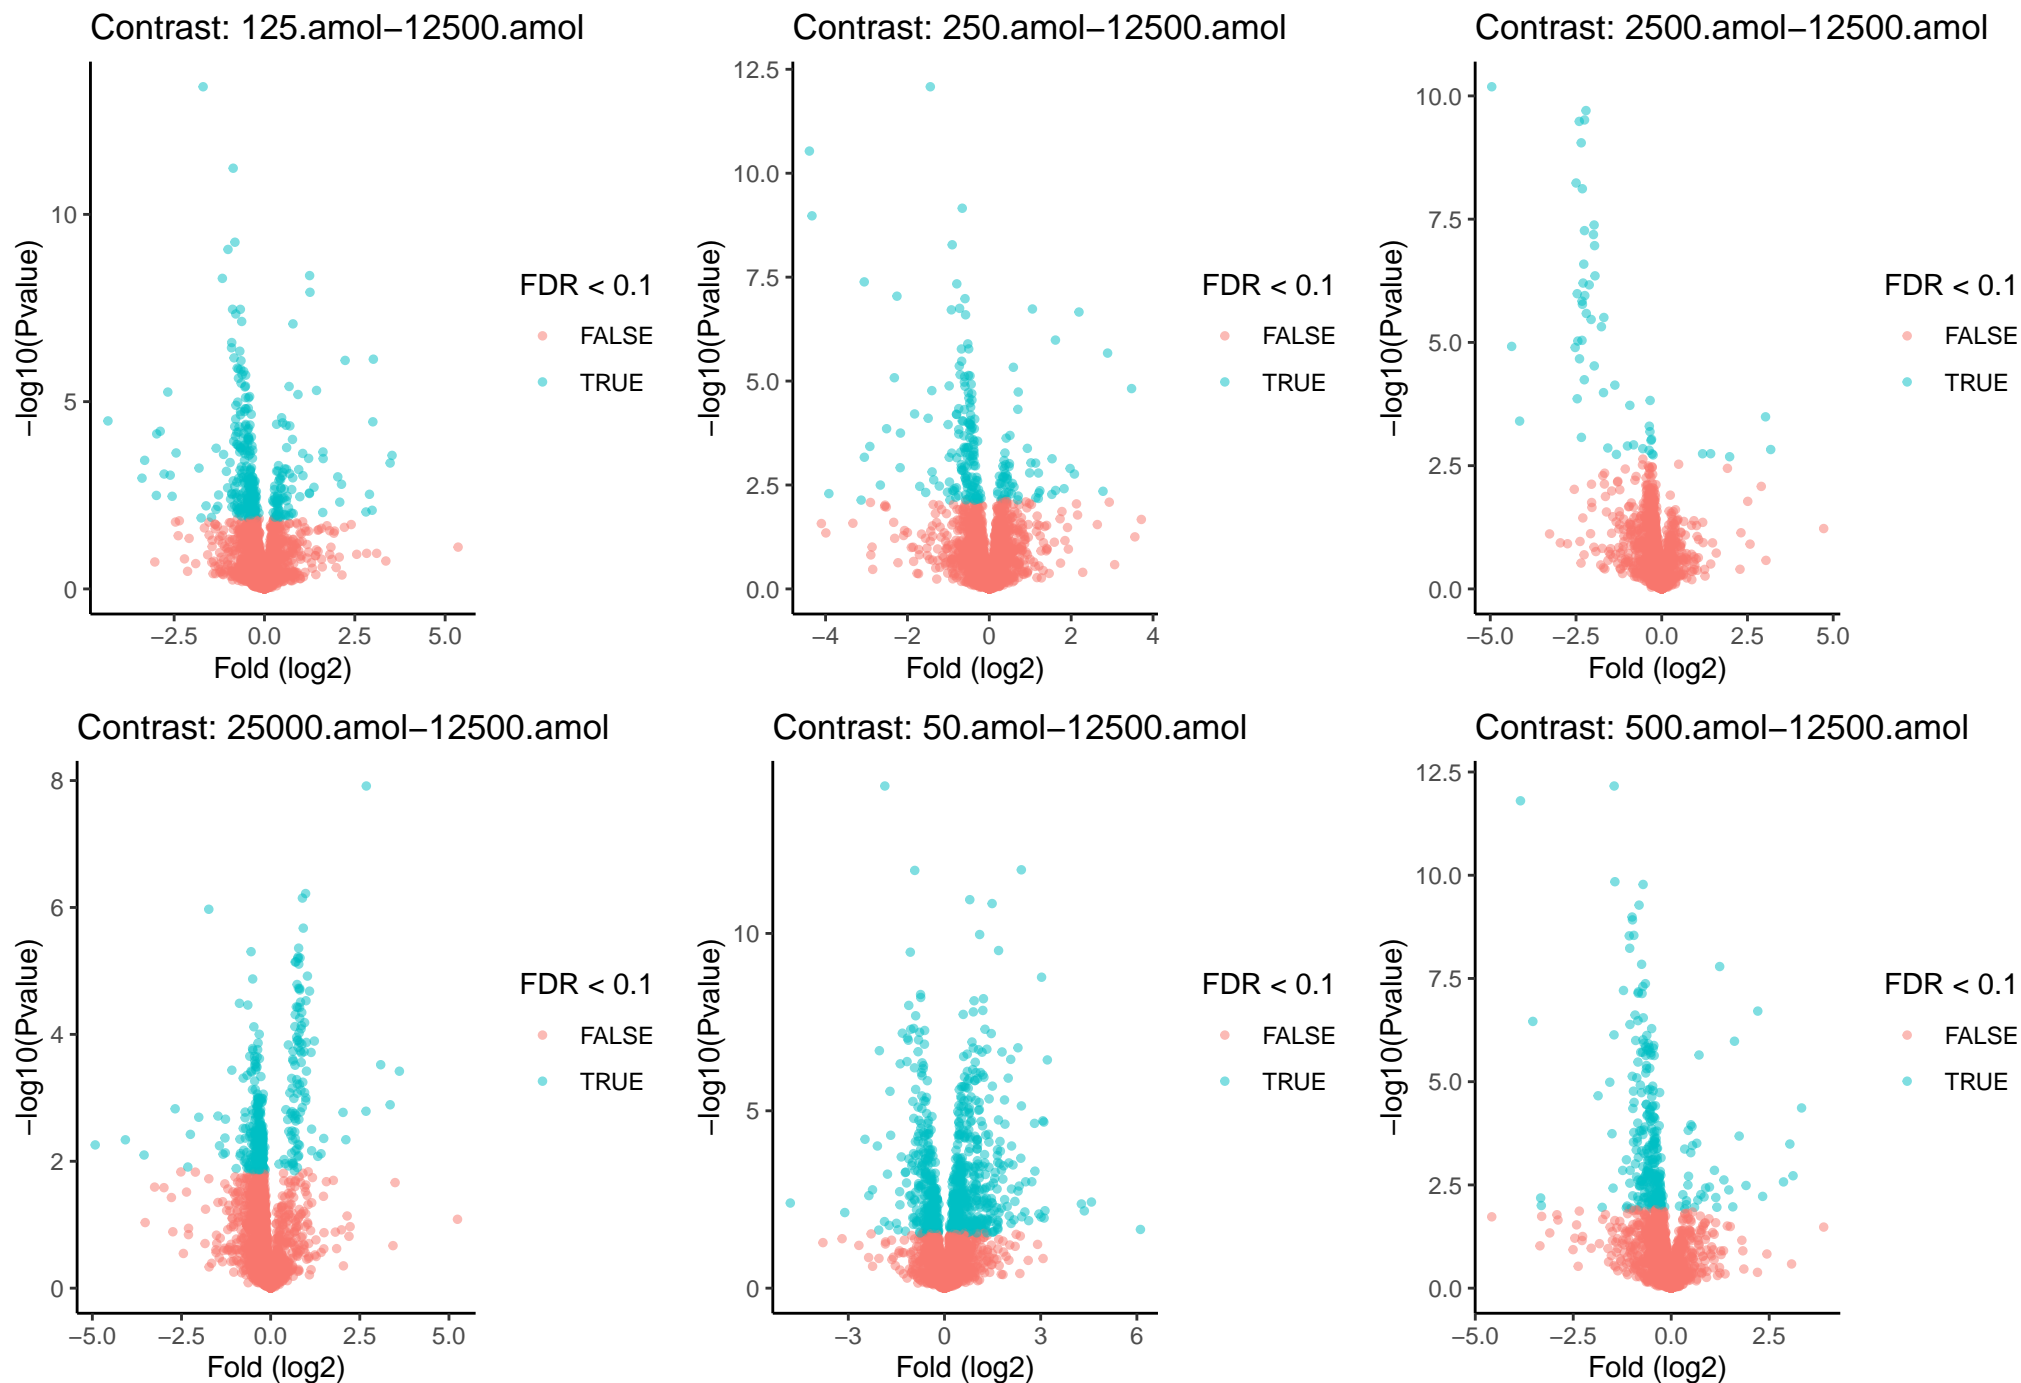 Contrast: 125.amol−12500.amol
−log10(Pvalue)
10
5
0
−2.5 0.0 2.5 5.0
Fold (log2)
FDR < 0.1
FALSE
TRUE
Contrast: 250.amol−12500.amol
−log10(Pvalue)
12.5
10.0
7.5
5.0
2.5
0.0
−4 −2 0 2 4
Fold (log2)
FDR < 0.1
FALSE
TRUE
Contrast: 2500.amol−12500.amol
−log10(Pvalue)
10.0
7.5
5.0
2.5
0.0
−5.0 −2.5 0.0 2.5 5.0
Fold (log2)
FDR < 0.1
FALSE
TRUE
Contrast: 25000.amol−12500.amol
−log10(Pvalue)
8
6
4
2
0
−5.0 −2.5 0.0 2.5 5.0
Fold (log2)
FDR < 0.1
FALSE
TRUE
Contrast: 50.amol−12500.amol
−log10(Pvalue)
10
5
0
−3 0 3 6
Fold (log2)
FDR < 0.1
FALSE
TRUE
Contrast: 500.amol−12500.amol
−log10(Pvalue)
12.5
10.0
7.5
5.0
2.5
0.0
−5.0 −2.5 0.0 2.5
Fold (log2)
FDR < 0.1
FALSE
TRUE